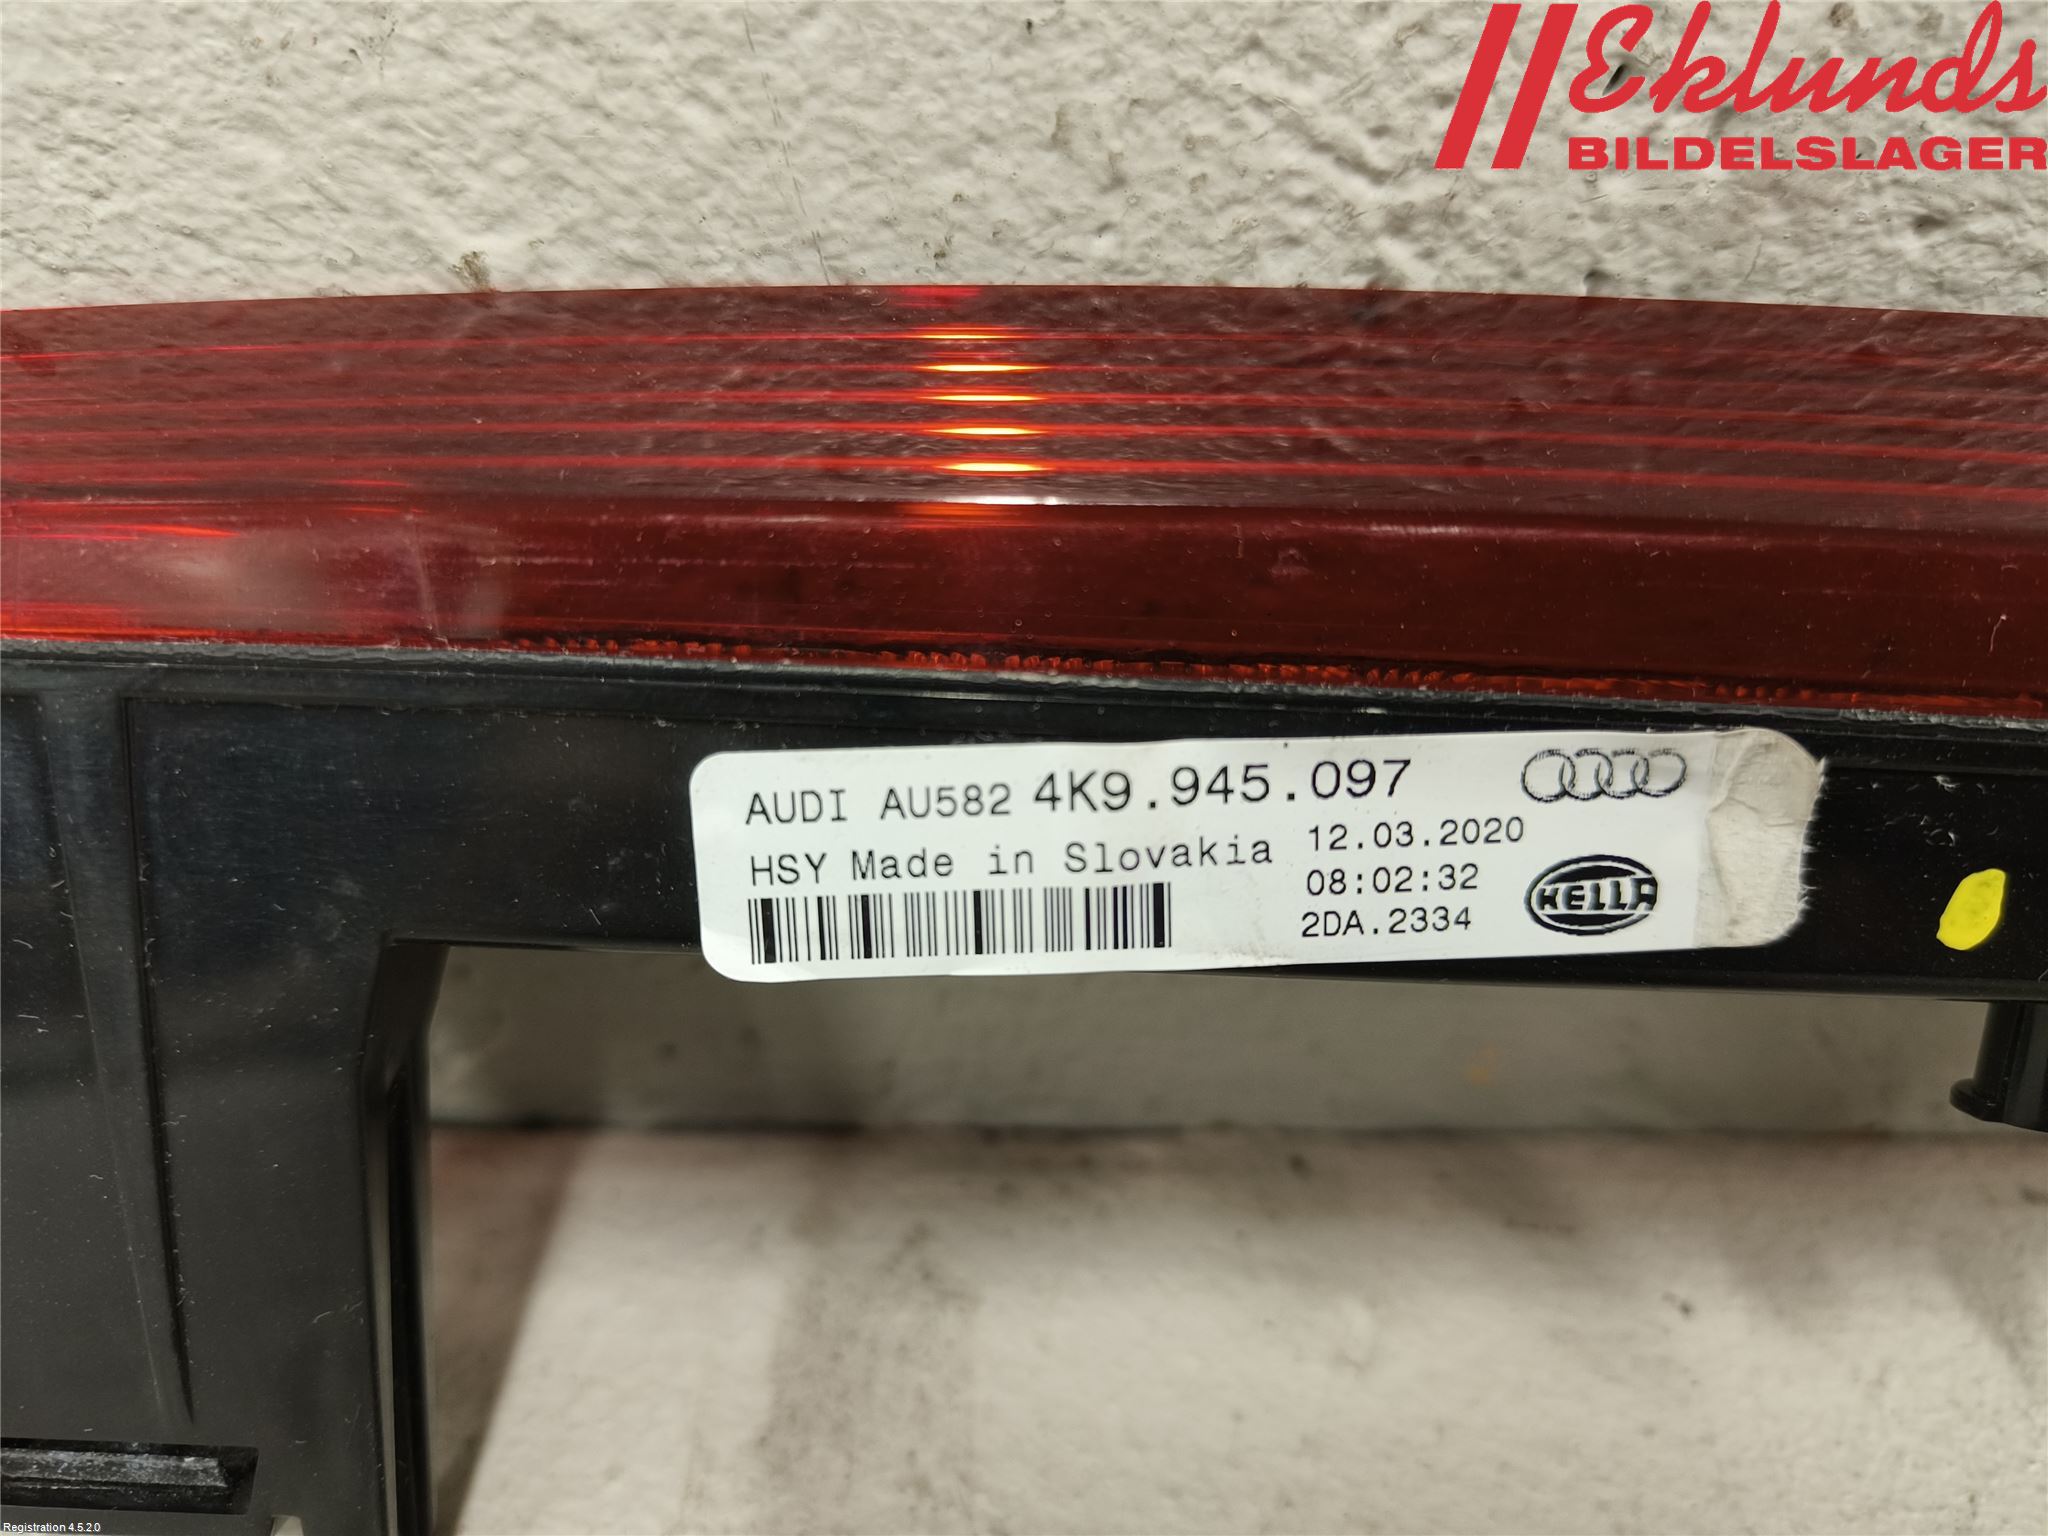 Eklunds
BILDELSLAGER
AUDI AU582 4K9.945.097
HSY Made in Slovakia 12.03.2020
08:02:32
2DA.2334
HELLA
Registration 4.5.2.0